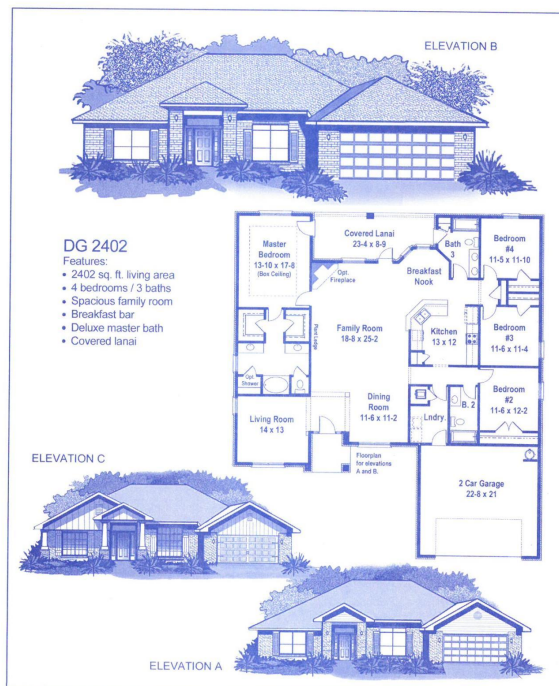 ELEVATION B
DG 2402
Features:
• 2402 sq. ft. living area
• 4 bedrooms / 3 baths
• Spacious family room
• Breakfast bar
• Deluxe master bath
• Covered lanai
Master
Bedroom
13-10 x 17-8
(Box Ceiling)
Covered Lanai
23-4 x 8-9
Bath
3
Bedroom
#4
11-5 x 11-10
Opt.
Fireplace
Breakfast
Nook
Plant Ledge
Family Room
18-8 x 25-2
Kitchen
13 x 12
Bedroom
#3
11-6 x 11-4
Opt.
Shower
Living Room
14 x 13
Dining
Room
11-6 x 11-2
Lndry.
B. 2
Bedroom
#2
11-6 x 12-2
Floorplan
for elevations
A and B.
2 Car Garage
22-8 x 21
ELEVATION C
ELEVATION A